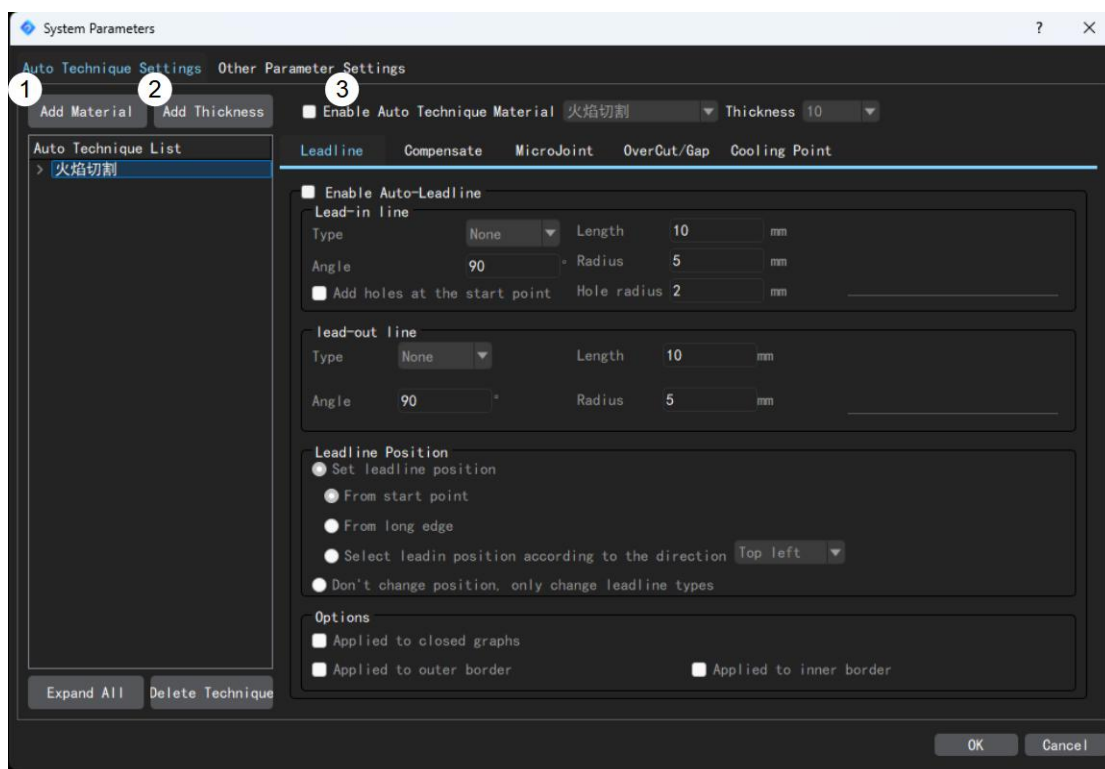 System Parameters ? ×
Auto Technique Settings Other Parameter Settings
1 2 3
Add Material Add Thickness Enable Auto Technique Material 火焰切割 Thickness 10
Auto Technique List
火焰切割
Leadline Compensate MicroJoint OverCut/Gap Cooling Point
Enable Auto-Leadline
Lead-in line
Type None Length 10 mm
Angle 90 ° Radius 5 mm
Add holes at the start point Hole radius 2 mm
lead-out line
Type None Length 10 mm
Angle 90 ° Radius 5 mm
Leadline Position
Set leadline position
From start point
From long edge
Select leadin position according to the direction Top left
Don't change position, only change leadline types
Options
Applied to closed graphs
Applied to outer border Applied to inner border
Expand All Delete Technique
OK Cancel